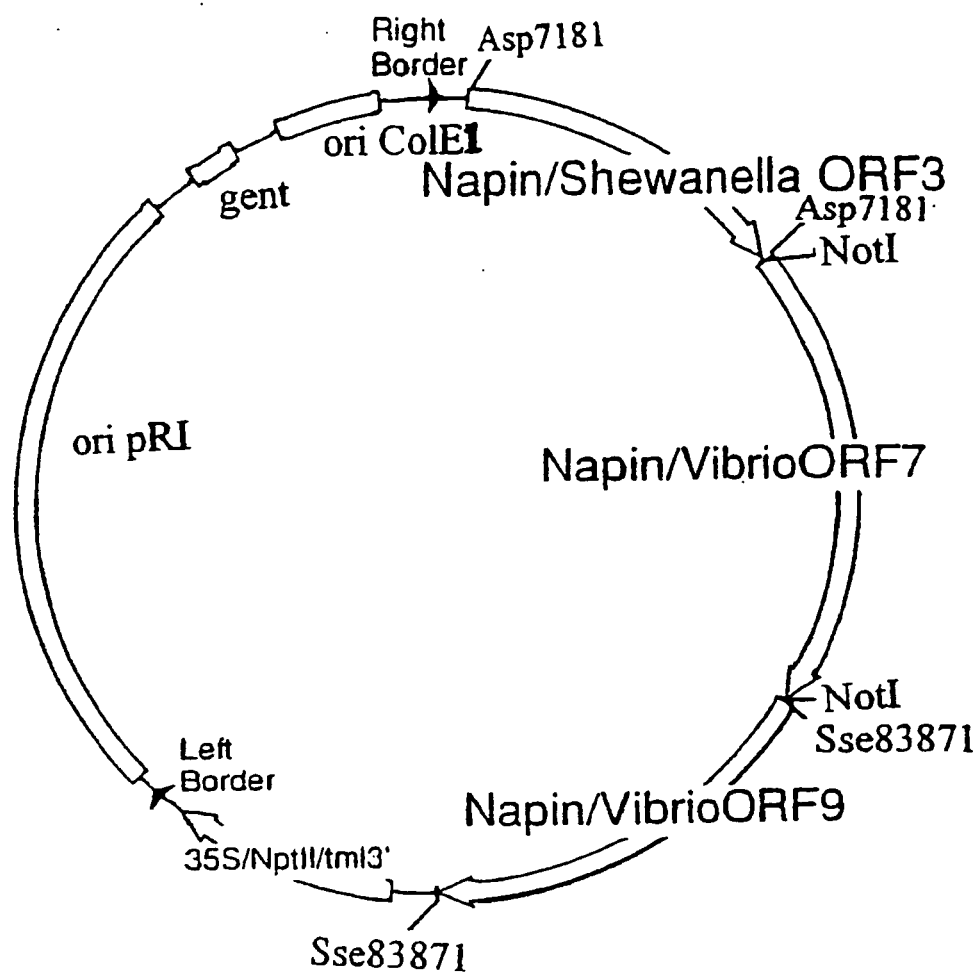 Right
Border
Asp7181
ori ColE1
gent
Napin/Shewanella ORF3
Asp7181
NotI
ori pRI
Napin/VibrioORF7
NotI
Sse83871
Left
Border
Napin/VibrioORF9
35S/NptII/tml3'
Sse83871